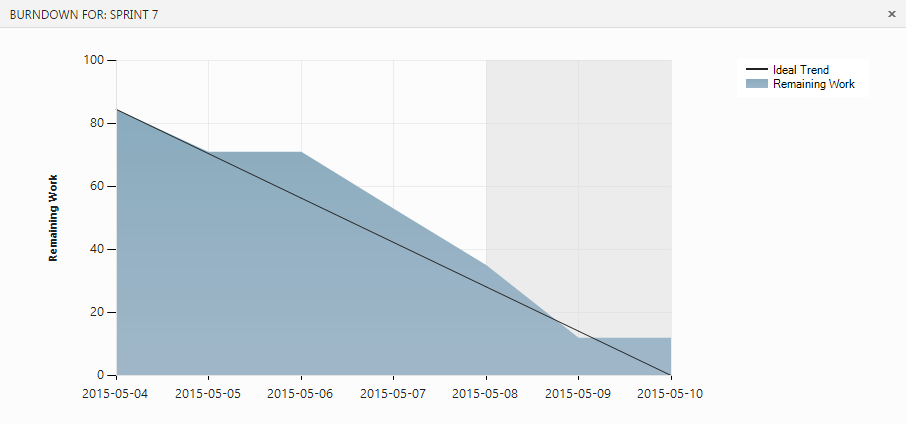 BURNDOWN FOR: SPRINT 7
×
Ideal Trend
Remaining Work
Remaining Work
100
80
60
40
20
0
2015-05-04 2015-05-05 2015-05-06 2015-05-07 2015-05-08 2015-05-09 2015-05-10